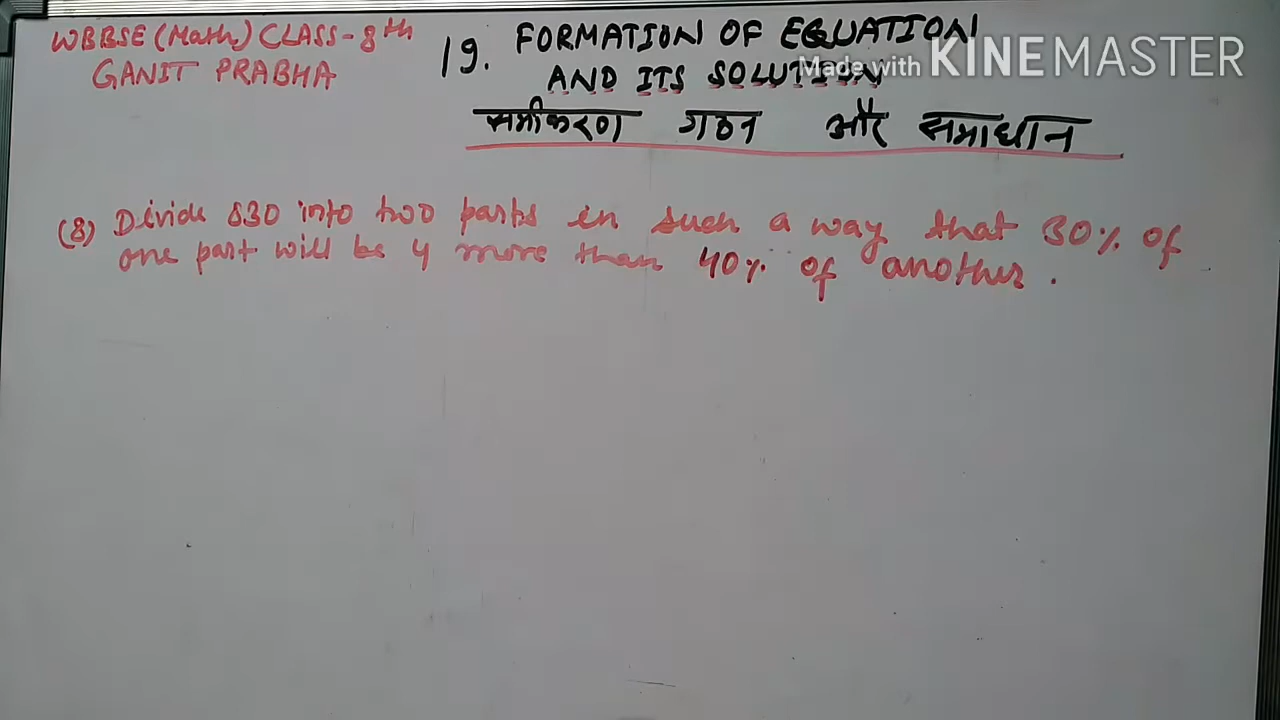 WBBSE (Math) CLASS-8th
GANIT PRABHA
19. FORMATION OF EQUATION
AND ITS SOLUTION
Made with KINEMASTER
समीकरण गठन और समाधान
(8) Divide 830 into two parts in such a way that 30% of
one part will be 4 more than 40% of another.